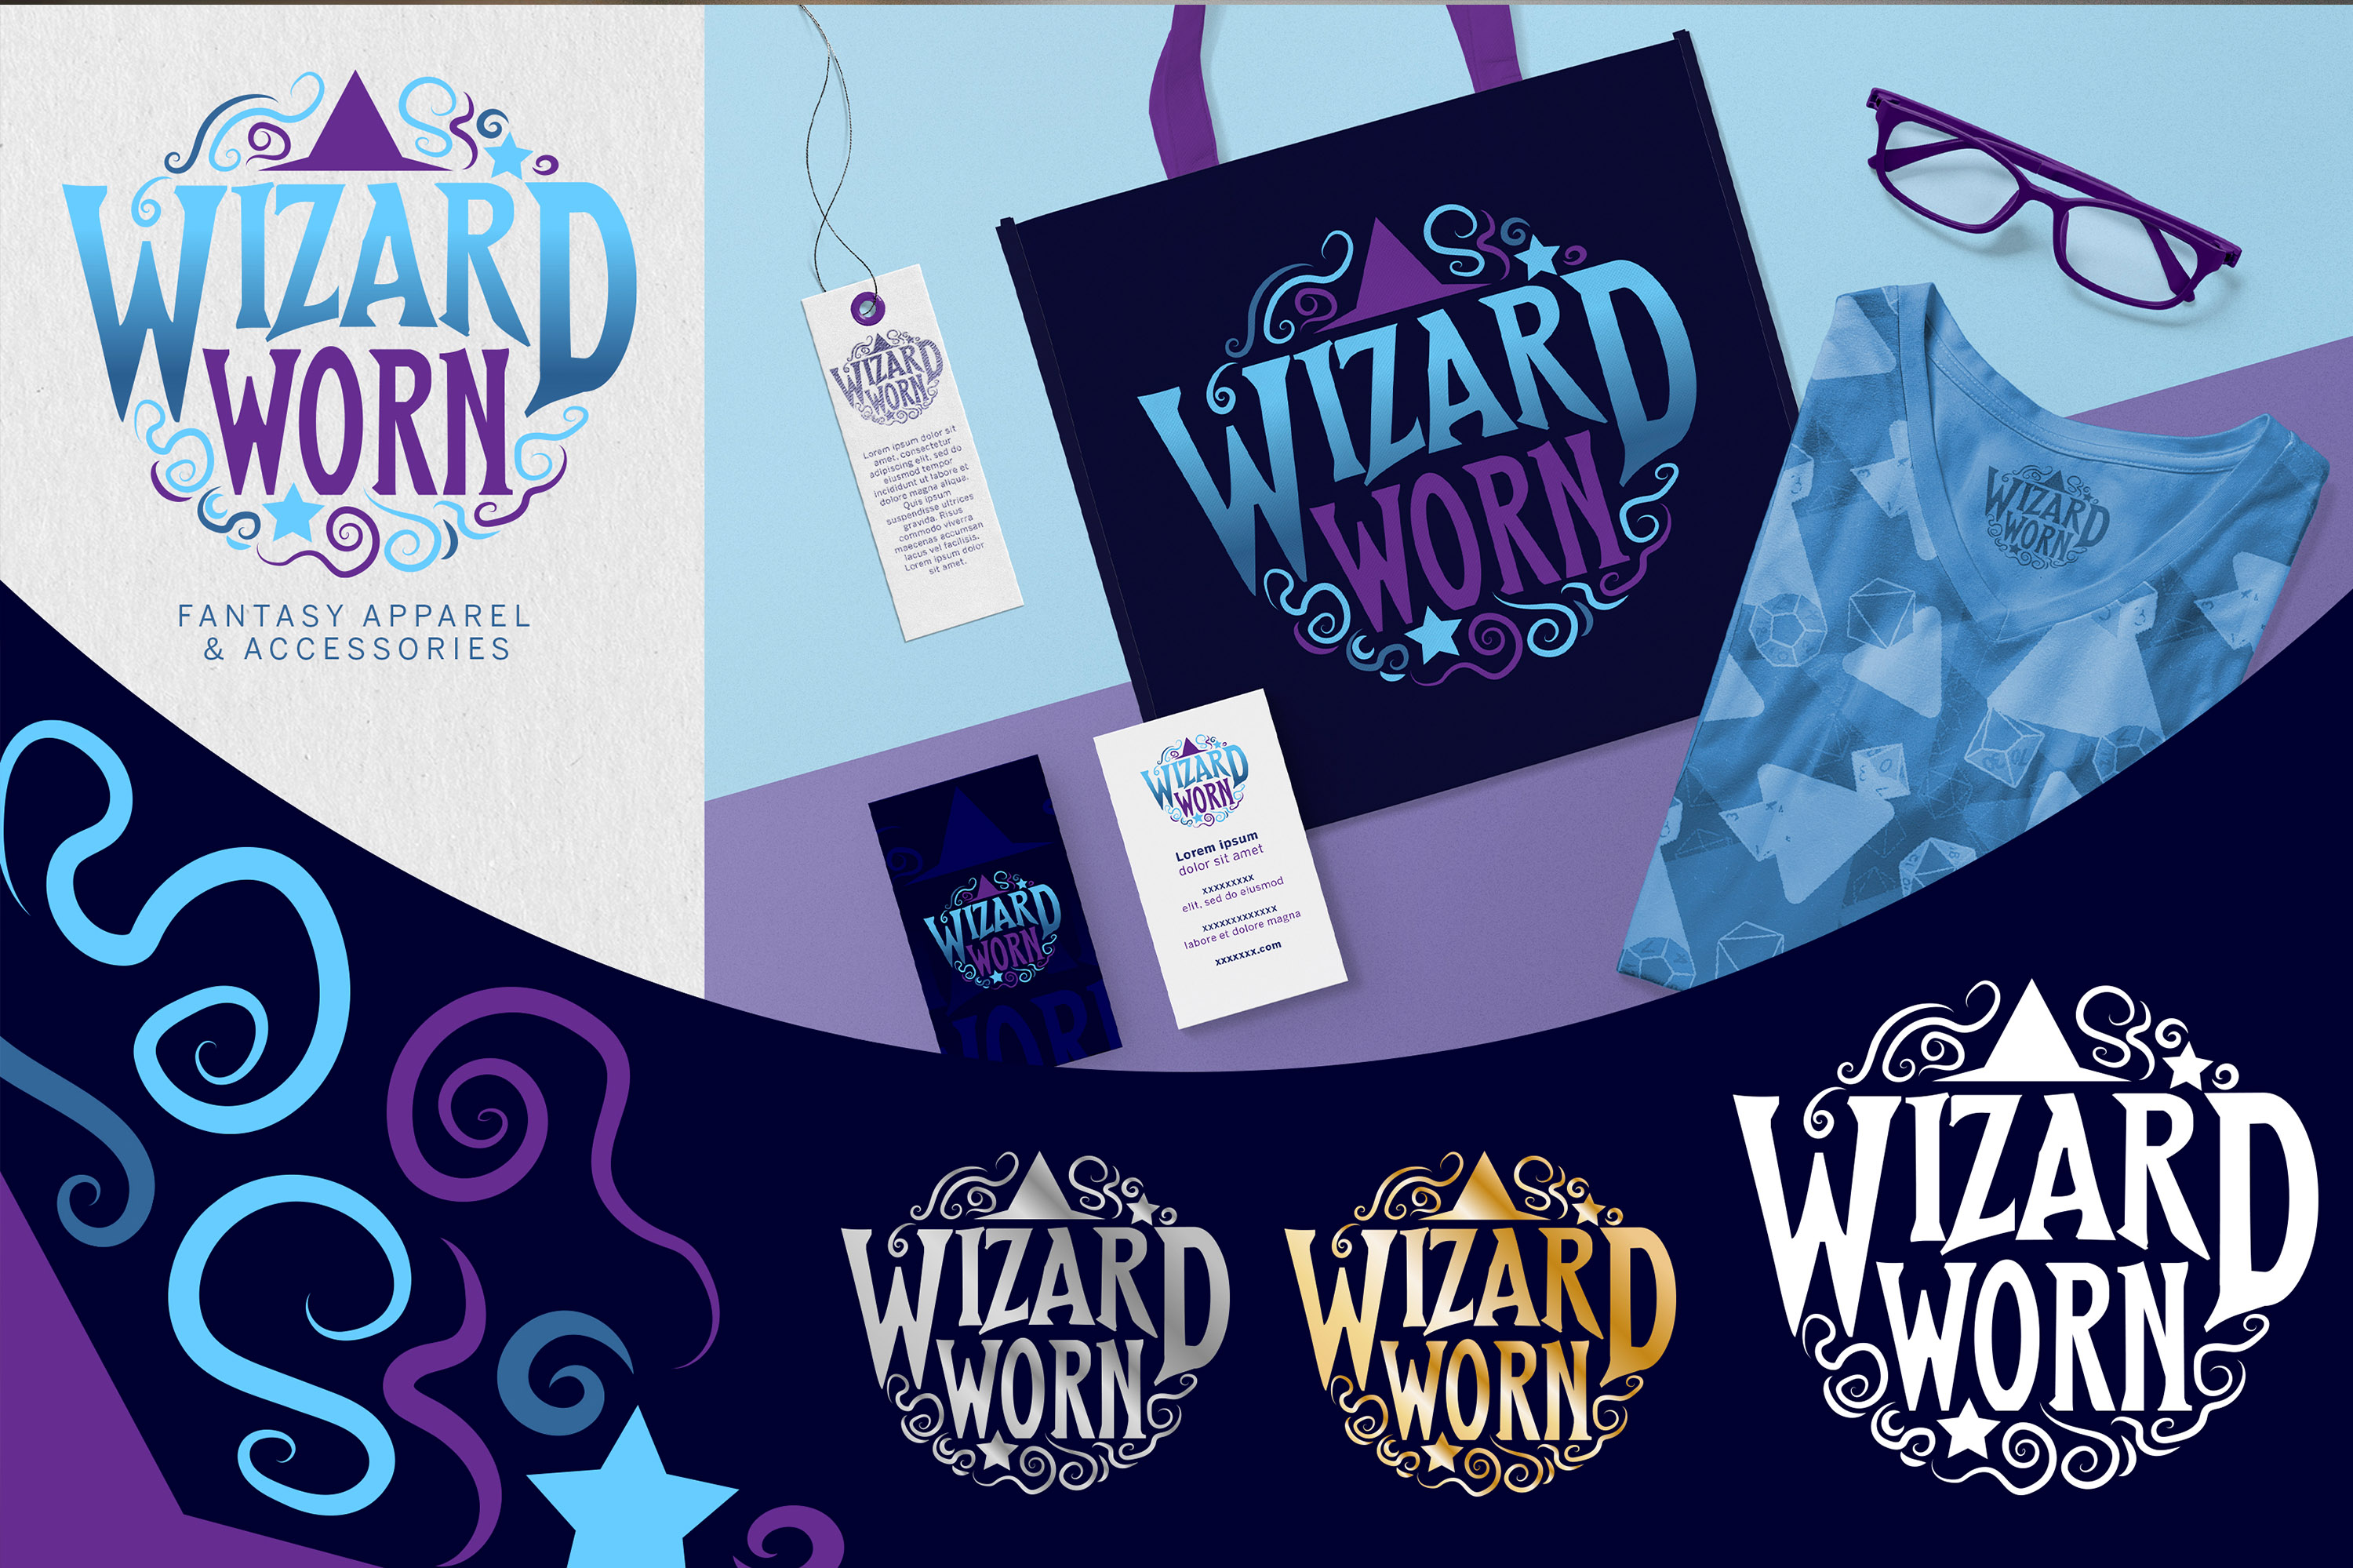 WIZARD
WORN
FANTASY APPAREL
& ACCESSORIES
WIZARD
WORN
Lorem ipsum dolor sit
amet, consectetur
adipiscing elit, sed do
eiusmod tempor
incididunt ut labore et
dolore magna aliqua.
Quis ipsum
suspendisse ultrices
gravida. Risus
commodo viverra
maecenas accumsan
lacus vel facilisis.
Lorem ipsum dolor
sit amet.
WIZARD
WORN
WIZARD
WORN
WIZARD
WORN
WORN
WIZARD
WORN
Lorem ipsum
dolor sit amet
xxxxxxxxx
elit, sed do eiusmod
xxxxxxxxxxxxx
labore et dolore magna
xxxxxxx.com
WIZARD
WORN
WIZARD
WORN
WIZARD
WORN